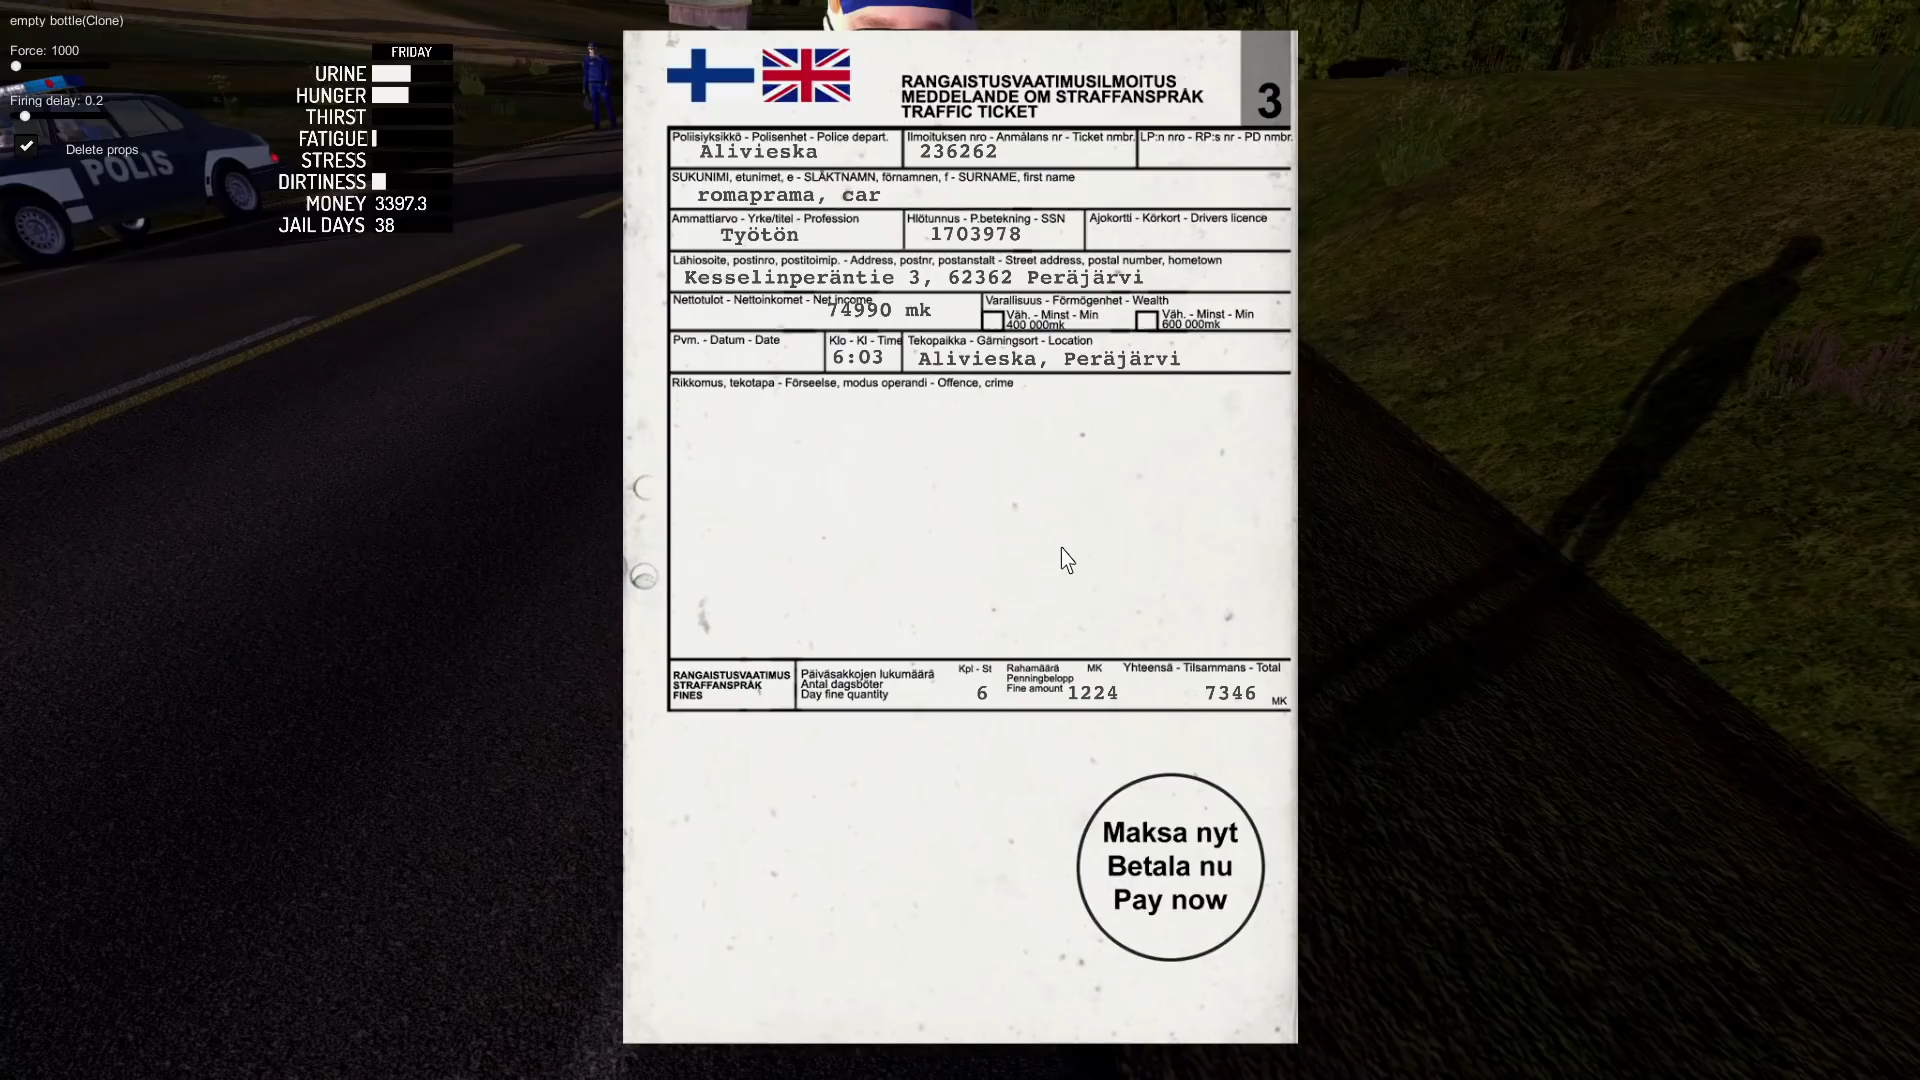 empty bottle(Clone)
Force: 1000
Firing delay: 0.2
Delete props
POLIS
FRIDAY
URINE
HUNGER
THIRST
FATIGUE
STRESS
DIRTINESS
MONEY 3397.3
JAIL DAYS 38
RANGAISTUSVAATIMUSILMOITUS
MEDDELANDE OM STRAFFANSPRÅK
TRAFFIC TICKET
3
Poliisiyksikkö - Polisenhet - Police depart.
Alivieska
Ilmoituksen nro - Anmälans nr - Ticket nmbr.
236262
LP:n nro - RP:s nr - PD nmbr.
SUKUNIMI, etunimet, e - SLÄKTNAMN, förnamnen, f - SURNAME, first name
romaprama, car
Ammattiarvo - Yrke/titel - Profession
Työtön
Hlötunnus - P.betekning - SSN
1703978
Ajokortti - Körkort - Drivers licence
Lähiosoite, postinro, postitoimip. - Address, postnr, postanstalt - Street address, postal number, hometown
Kesselinperäntie 3, 62362 Peräjärvi
Nettotulot - Nettoinkomet - Net income
74990 mk
Varallisuus - Förmögenhet - Wealth
Väh. - Minst - Min
400 000mk
Väh. - Minst - Min
600 000mk
Pvm. - Datum - Date
Klo - Kl - Time
6:03
Tekopaikka - Gärningsort - Location
Alivieska, Peräjärvi
Rikkomus, tekotapa - Förseelse, modus operandi - Offence, crime
RANGAISTUSVAATIMUS
STRAFFANSPRÅK
FINES
Päiväsakkojen lukumäärä
Antal dagsböter
Day fine quantity
Kpl - St
6
Rahamäärä MK
Penningbelopp
Fine amount 1224
Yhteensä - Tilsammans - Total
7346 MK
Maksa nyt
Betala nu
Pay now